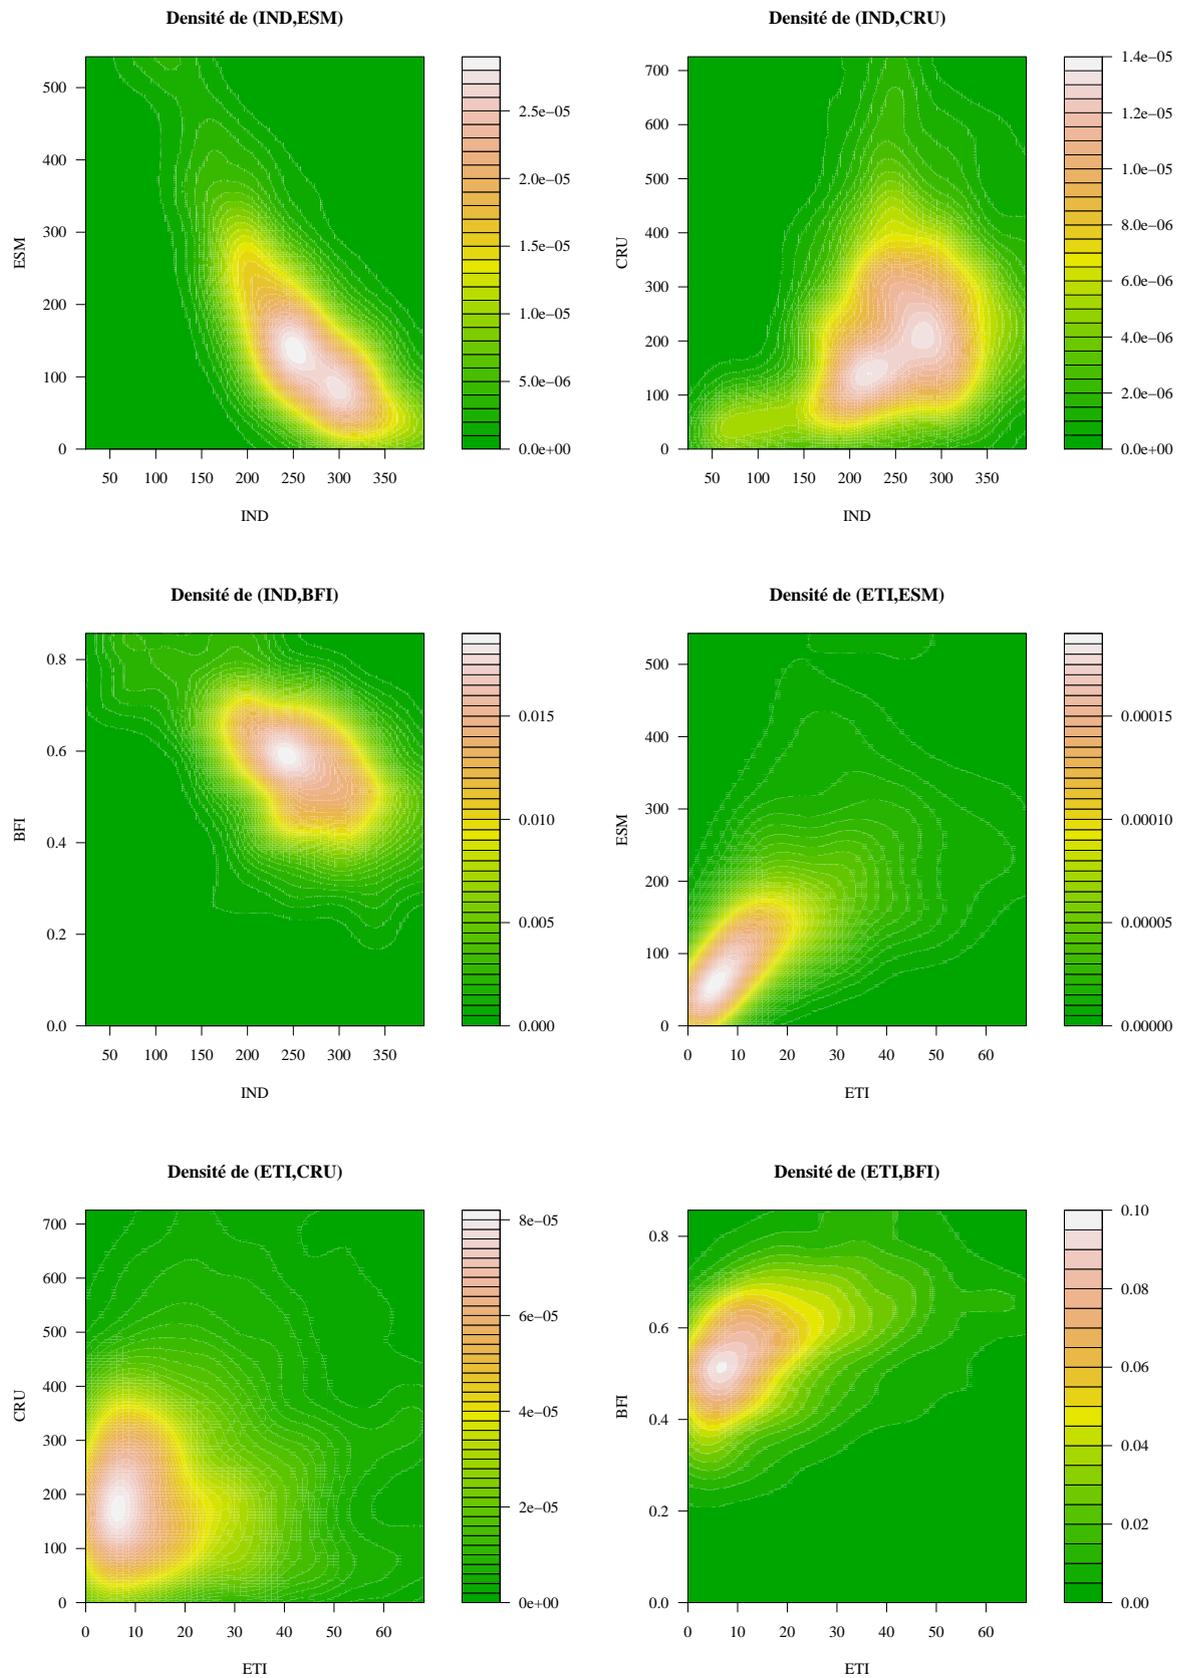 Densité de (IND,ESM)
ESM
500
400
300
200
100
0
50 100 150 200 250 300 350
IND
2.5e−05
2.0e−05
1.5e−05
1.0e−05
5.0e−06
0.0e+00
Densité de (IND,CRU)
CRU
700
600
500
400
300
200
100
0
50 100 150 200 250 300 350
IND
1.4e−05
1.2e−05
1.0e−05
8.0e−06
6.0e−06
4.0e−06
2.0e−06
0.0e+00
Densité de (IND,BFI)
BFI
0.8
0.6
0.4
0.2
0.0
50 100 150 200 250 300 350
IND
0.015
0.010
0.005
0.000
Densité de (ETI,ESM)
ESM
500
400
300
200
100
0
0 10 20 30 40 50 60
ETI
0.00015
0.00010
0.00005
0.00000
Densité de (ETI,CRU)
CRU
700
600
500
400
300
200
100
0
0 10 20 30 40 50 60
ETI
8e−05
6e−05
4e−05
2e−05
0e+00
Densité de (ETI,BFI)
BFI
0.8
0.6
0.4
0.2
0.0
0 10 20 30 40 50 60
ETI
0.10
0.08
0.06
0.04
0.02
0.00